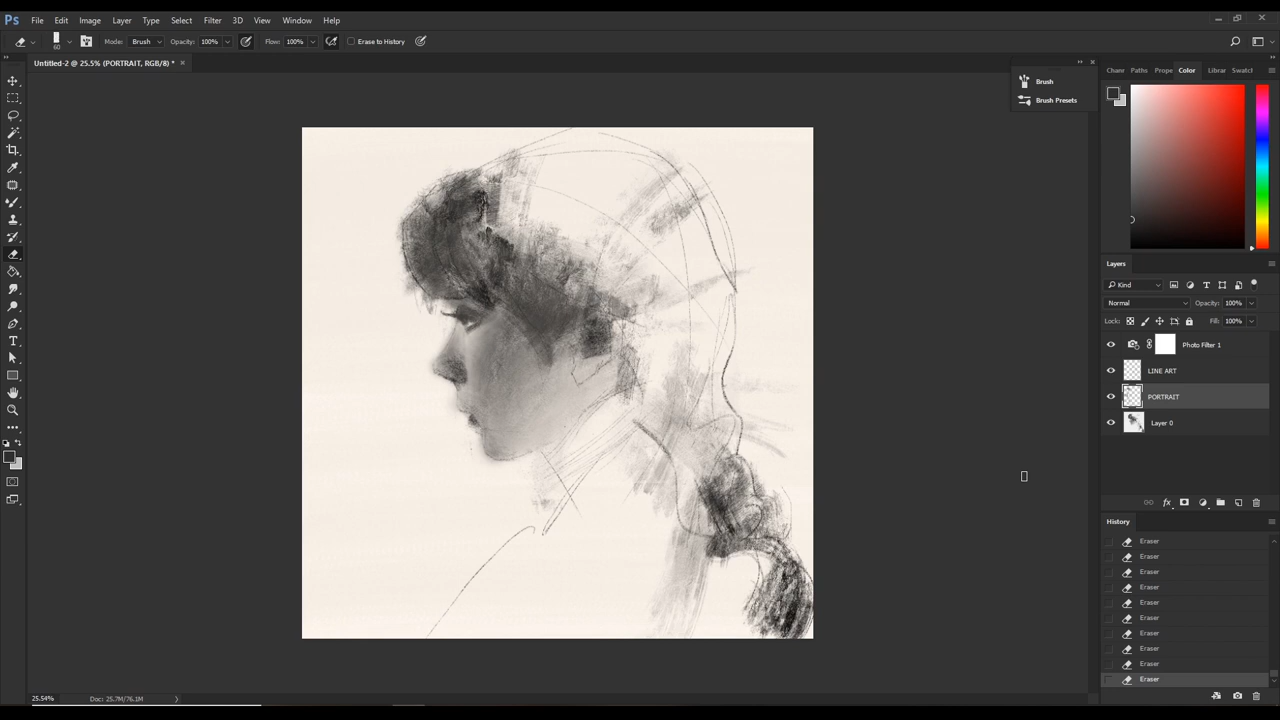 Ps File Edit Image Layer Type Select Filter 3D View Window Help
60 Mode: Brush Opacity: 100% Flow: 100% Erase to History
Untitled-2 @ 25.5% (PORTRAIT, RGB/8) *
Brush
Brush Presets
Chanr Paths Prope Color Librar Swatch
Layers
Kind
Normal Opacity: 100%
Lock: Fill: 100%
Photo Filter 1
LINE ART
PORTRAIT
Layer 0
History
Eraser
Eraser
Eraser
Eraser
Eraser
Eraser
Eraser
Eraser
Eraser
Eraser
25.54% Doc: 25.7M/76.1M